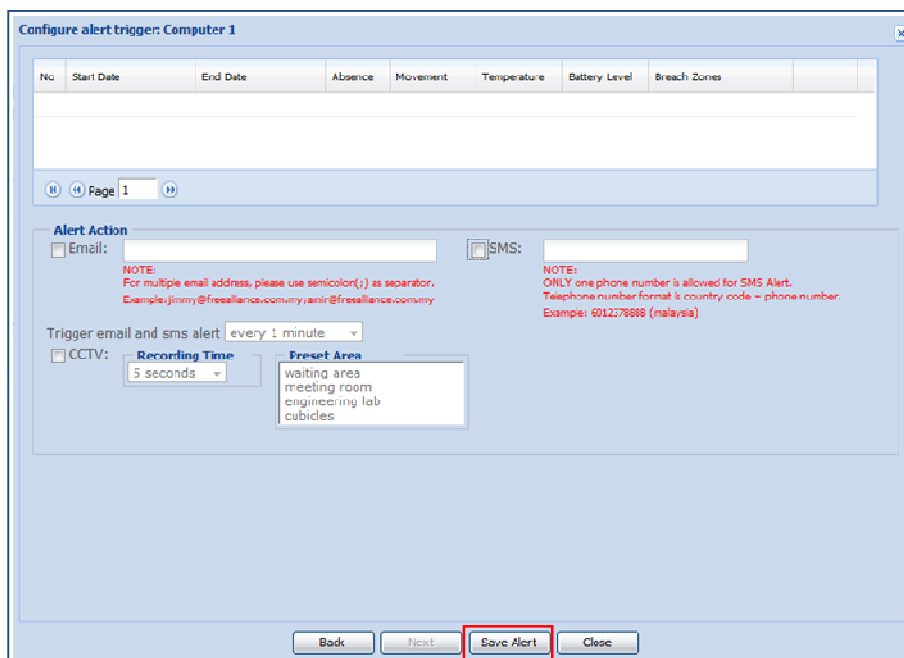 Configure alert trigger: Computer 1
No Start Date End Date Absence Movement Temperature Battery Level Breach Zones
Page 1
Alert Action
Email: SMS:
NOTE: NOTE:
For multiple email address, please use semicolon(;) as separator. ONLY one phone number is allowed for SMS Alert.
Telephone number format is country code + phone number.
Example: 6012378888 (malaysia)
Trigger email and sms alert every 1 minute
CCTV: Recording Time Preset Area
5 seconds waiting area
meeting room
engineering lab
cubicles
Back Next Save Alert Close